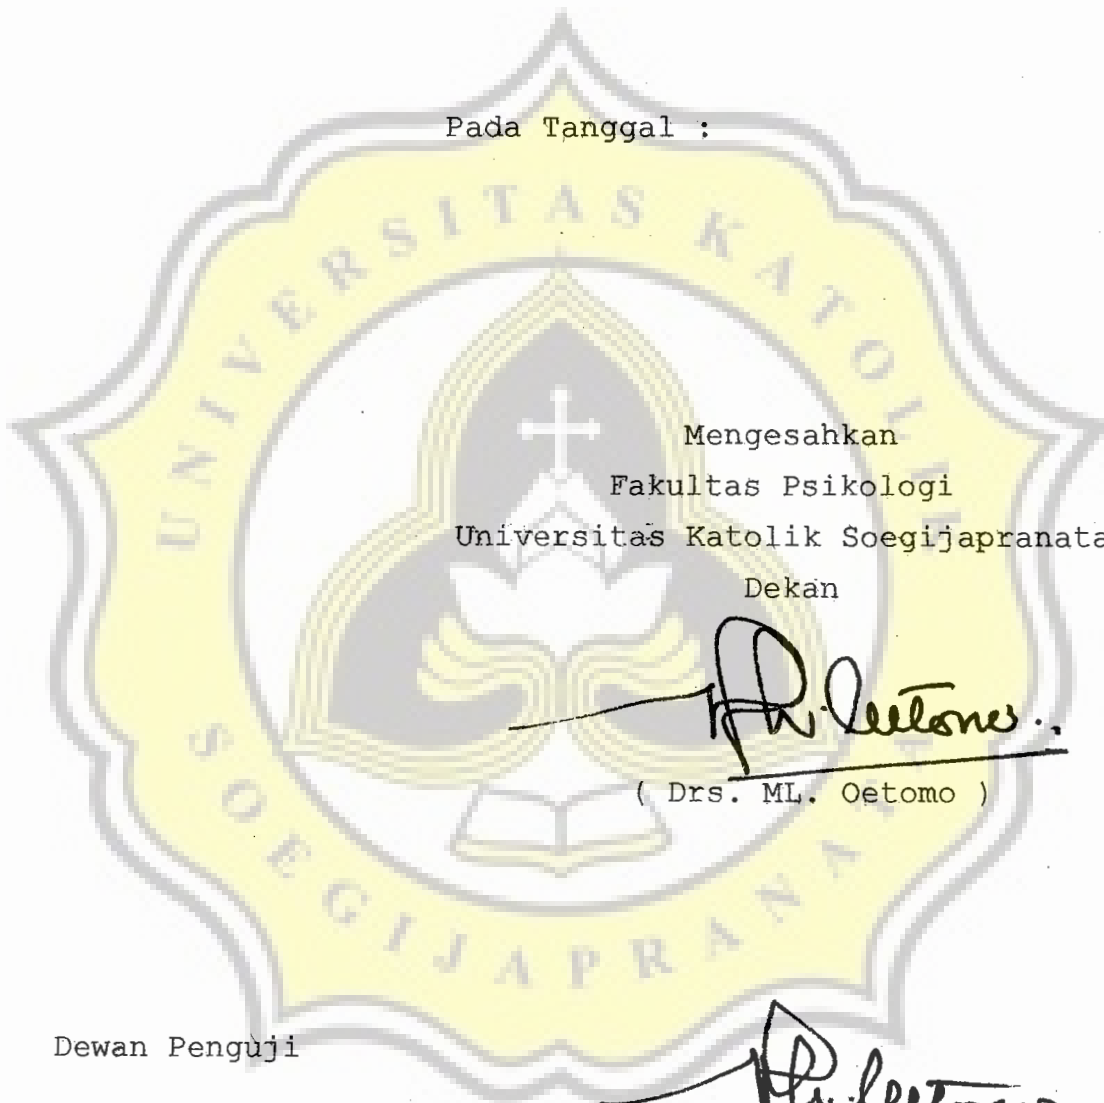 Pada Tanggal :
UNIVERSITAS KATOLIK
Mengesahkan
Fakultas Psikologi
Universitas Katolik Soegijapranata
Dekan
( Drs. ML. Oetomo )
SOEGIJAPRANATA
Dewan Penguji